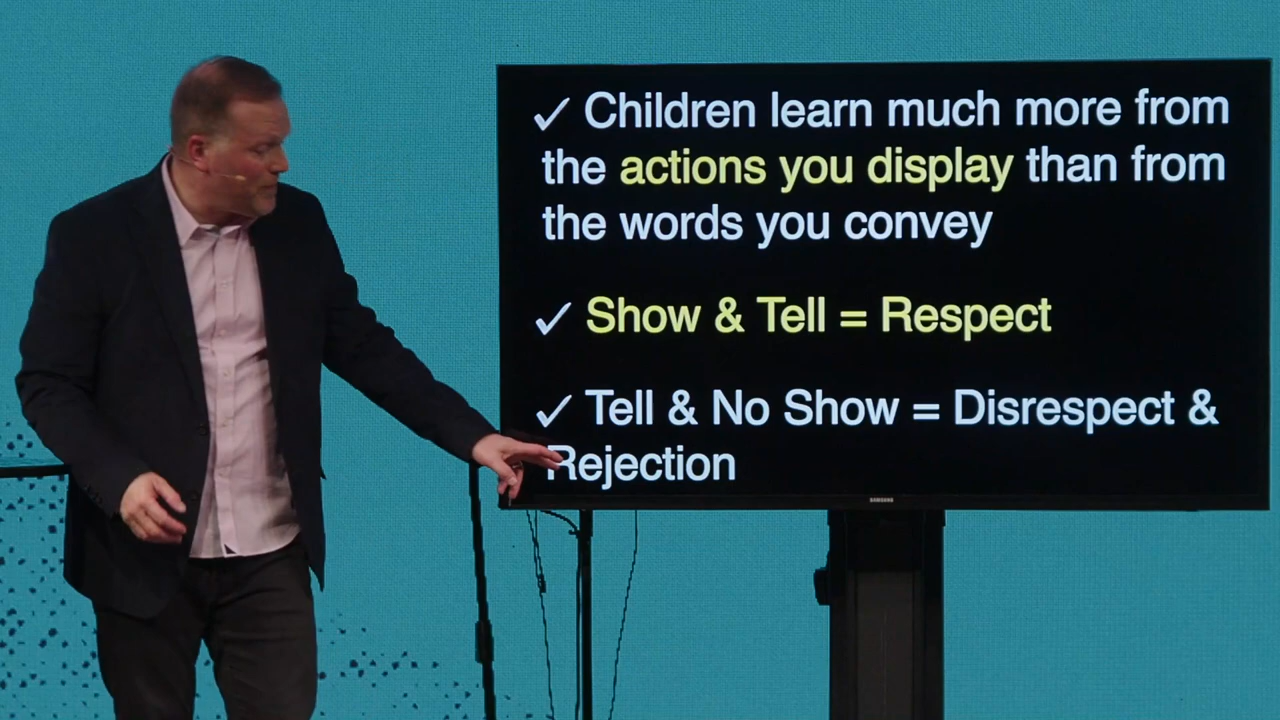 ✓ Children learn much more from
the actions you display than from
the words you convey
✓ Show & Tell = Respect
✓ Tell & No Show = Disrespect &
Rejection
SAMSUNG